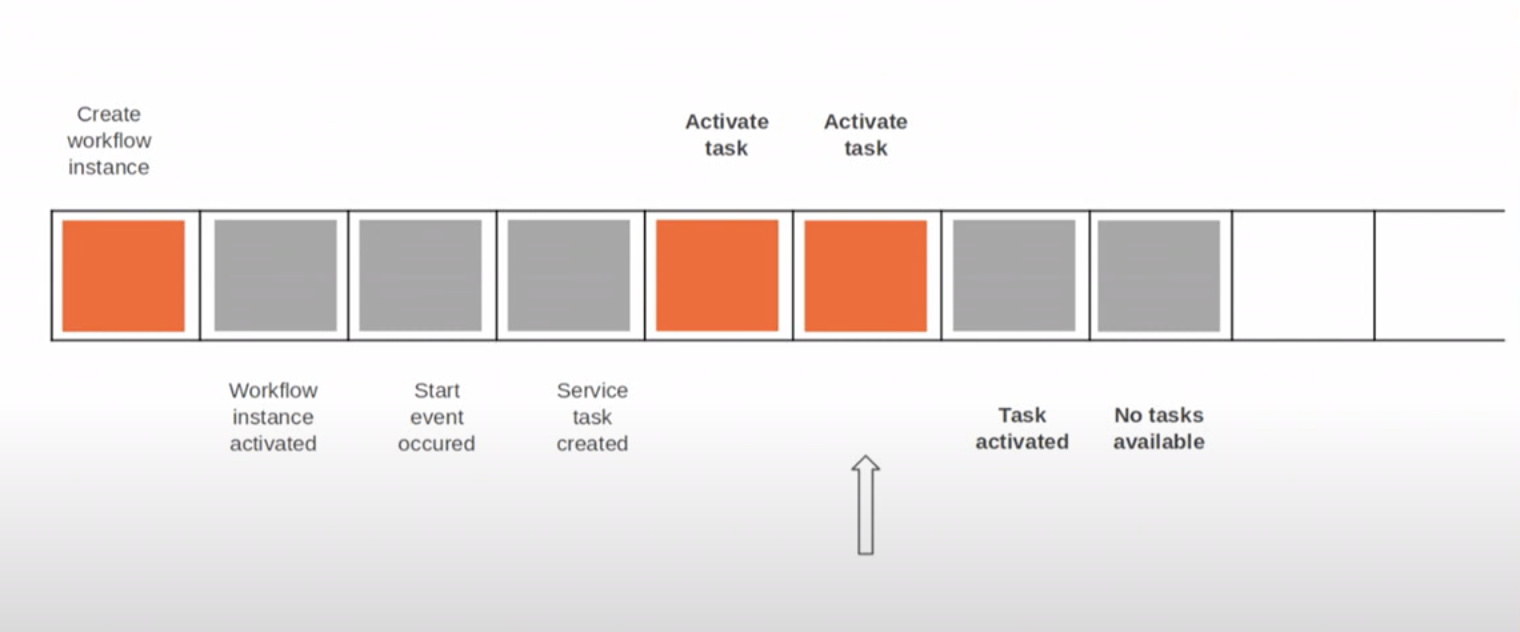 Create
workflow
instance
Activate
task
Activate
task
Workflow
instance
activated
Start
event
occured
Service
task
created
Task
activated
No tasks
available